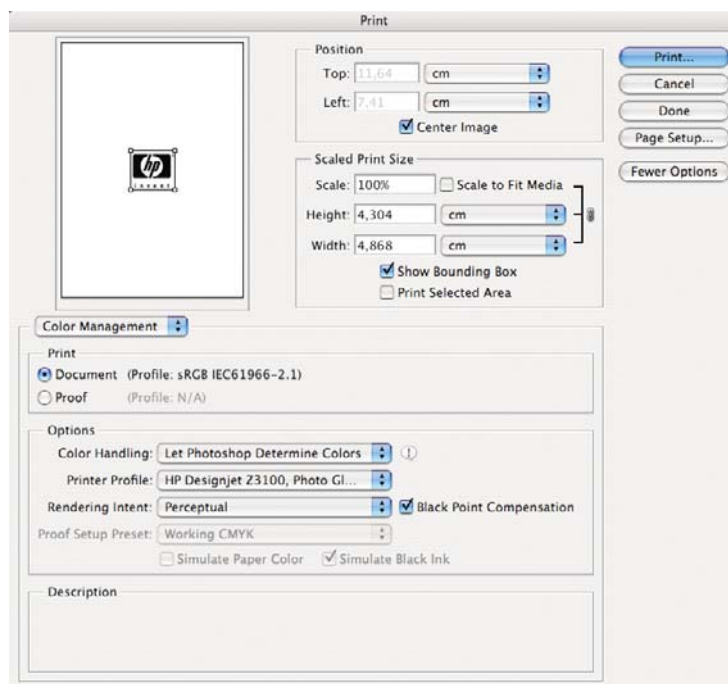 Print
Position
Top: 11,64 cm
Left: 7,41 cm
Center Image
Scaled Print Size
Scale: 100% Scale to Fit Media
Height: 4,304 cm
Width: 4,868 cm
Show Bounding Box
Print Selected Area
Print...
Cancel
Done
Page Setup...
Fewer Options
hp
invent
Color Management
Print
Document (Profile: sRGB IEC61966-2.1)
Proof (Profile: N/A)
Options
Color Handling: Let Photoshop Determine Colors
Printer Profile: HP Designjet Z3100, Photo Gl...
Rendering Intent: Perceptual Black Point Compensation
Proof Setup Preset: Working CMYK
Simulate Paper Color Simulate Black Ink
Description